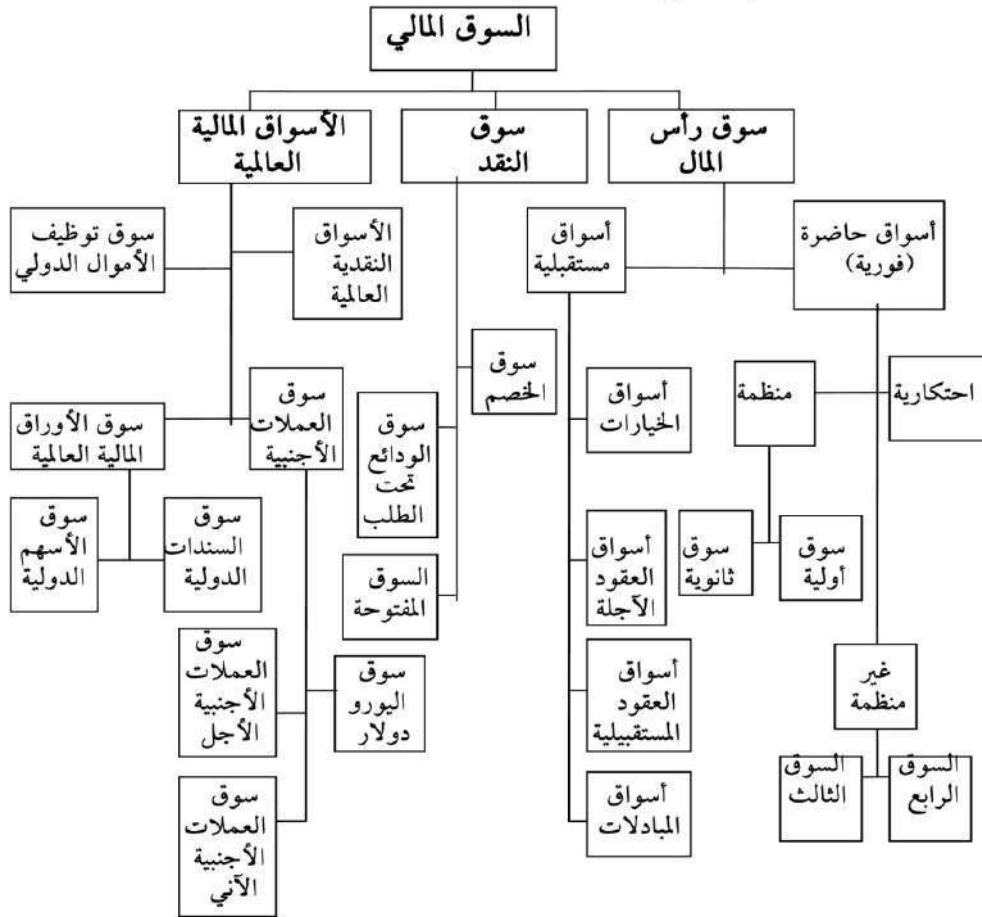 السوق المالي
سوق رأس
المال
سوق
النقد
الأسواق المالية
العالمية
أسواق حاضرة
(فورية)
أسواق
مستقبلية
الأسواق
النقدية
العالمية
سوق توظيف
الأموال الدولي
احتكارية
منظمة
سوق
أولية
سوق
ثانوية
غير
منظمة
السوق
الرابع
السوق
الثالث
أسواق
الخيارات
أسواق
العقود
الآجلة
أسواق
العقود
المستقبيلية
أسواق
المبادلات
سوق
الخصم
سوق
الودائع
تحت
الطلب
السوق
المفتوحة
سوق
العملات
الأجنبية
سوق الأوراق
المالية العالمية
سوق
السندات
الدولية
سوق
الأسهم
الدولية
سوق
اليورو
دولار
سوق
العملات
الأجنبية
الأجل
سوق
العملات
الأجنبية
الآني